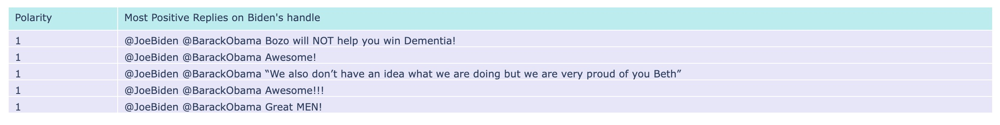 Polarity Most Positive Replies on Biden's handle
1 @JoeBiden @BarackObama Bozo will NOT help you win Dementia!
1 @JoeBiden @BarackObama Awesome!
1 @JoeBiden @BarackObama “We also don’t have an idea what we are doing but we are very proud of you Beth”
1 @JoeBiden @BarackObama Awesome!!!
1 @JoeBiden @BarackObama Great MEN!